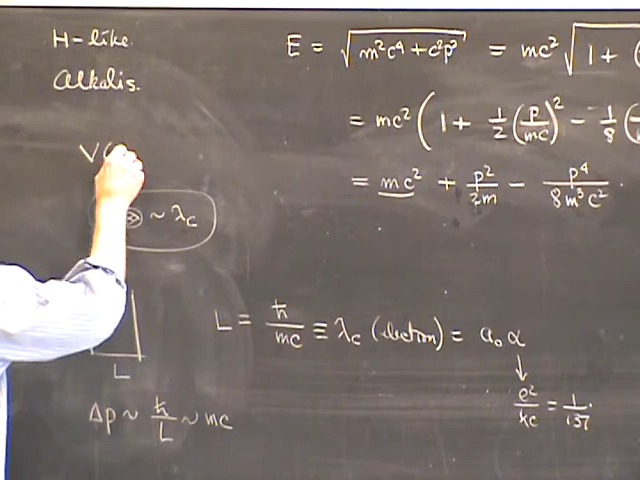 H-like
Alkalis.
E = √(m²c⁴ + c²p²) = mc² √(1 +
= mc² (1 + 1/2 (p/mc)² − 1/8
= mc² + p²/2m − p⁴/8m³c²
V(
~ λc
L = ħ/mc ≡ λc (electron) = a₀ α
↓
e²/ħc = 1/137.
L
Δp ~ ħ/L ~ mc